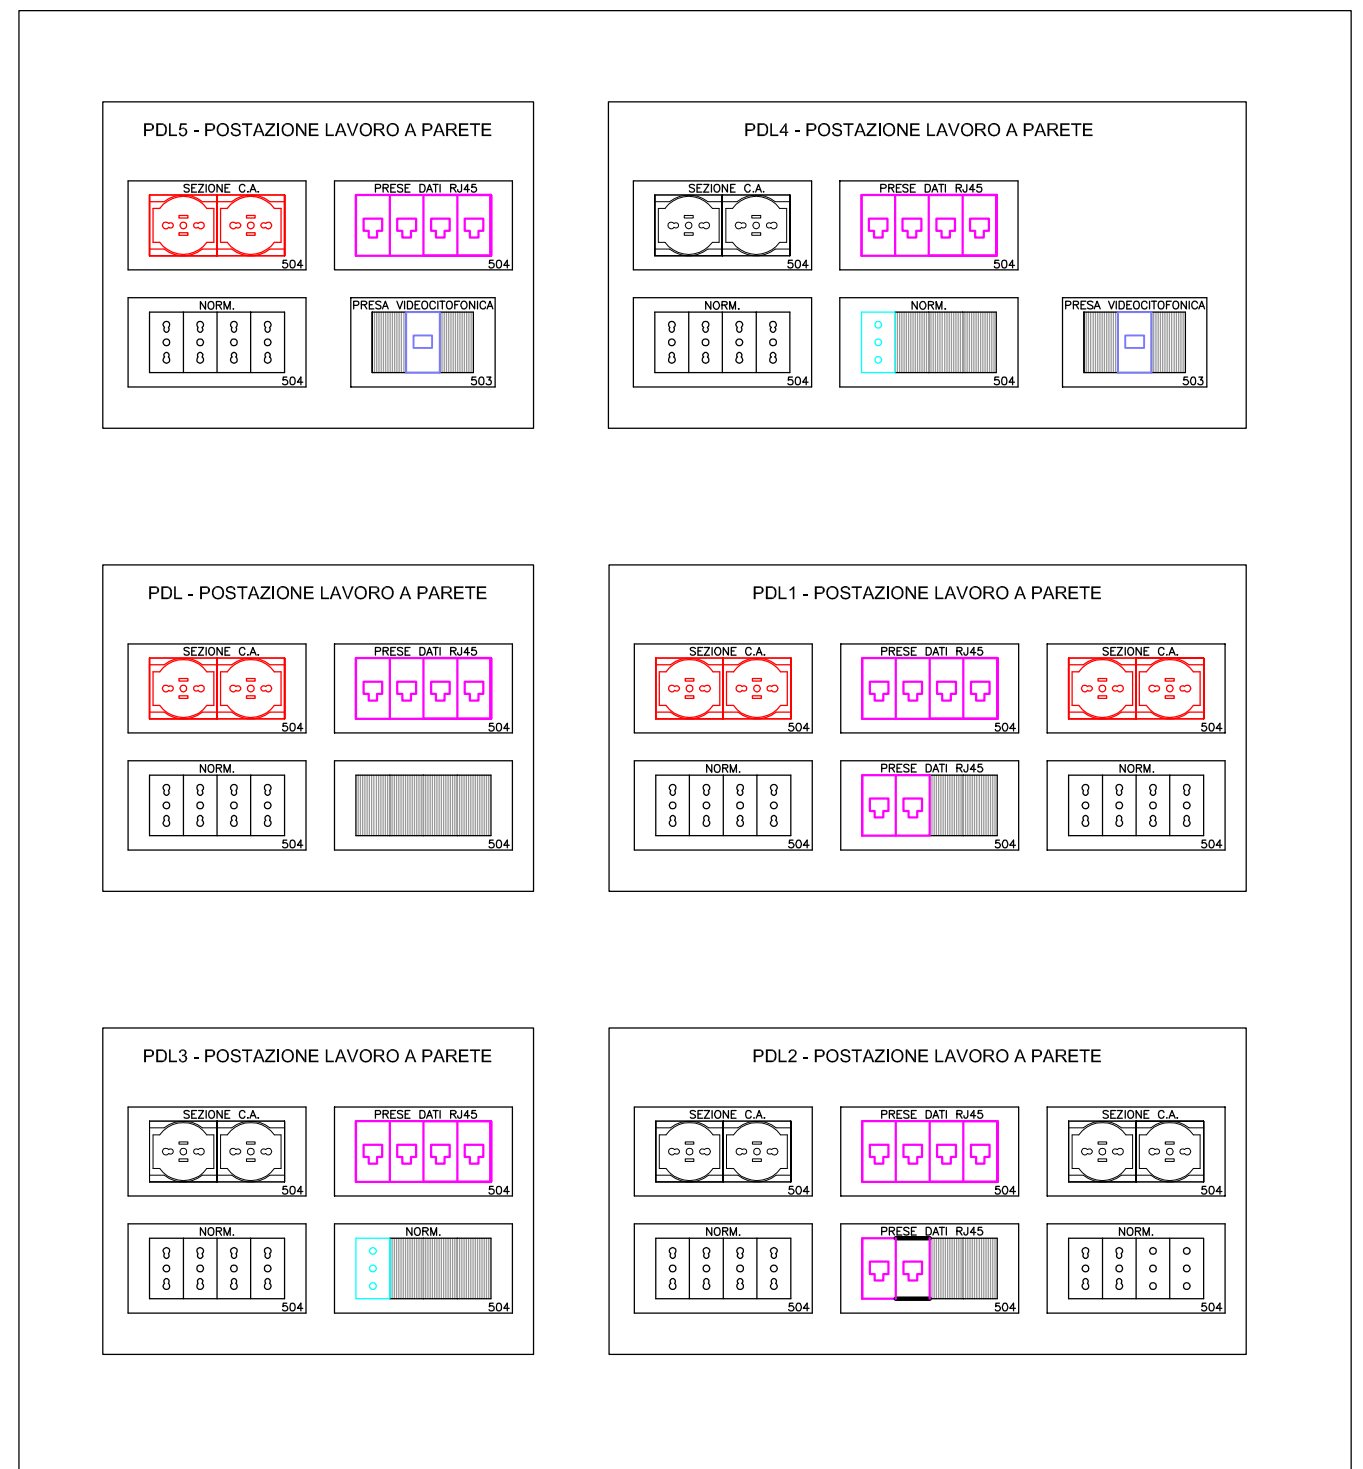 PDL5 - POSTAZIONE LAVORO A PARETE
SEZIONE C.A.
504
PRESE DATI RJ45
504
NORM.
504
PRESA VIDEOCITOFONICA
503
PDL4 - POSTAZIONE LAVORO A PARETE
SEZIONE C.A.
504
PRESE DATI RJ45
504
NORM.
504
NORM.
504
PRESA VIDEOCITOFONICA
503
PDL - POSTAZIONE LAVORO A PARETE
SEZIONE C.A.
504
PRESE DATI RJ45
504
NORM.
504
504
PDL1 - POSTAZIONE LAVORO A PARETE
SEZIONE C.A.
504
PRESE DATI RJ45
504
SEZIONE C.A.
504
NORM.
504
PRESE DATI RJ45
504
NORM.
504
PDL3 - POSTAZIONE LAVORO A PARETE
SEZIONE C.A.
504
PRESE DATI RJ45
504
NORM.
504
NORM.
504
PDL2 - POSTAZIONE LAVORO A PARETE
SEZIONE C.A.
504
PRESE DATI RJ45
504
SEZIONE C.A.
504
NORM.
504
PRESE DATI RJ45
504
NORM.
504